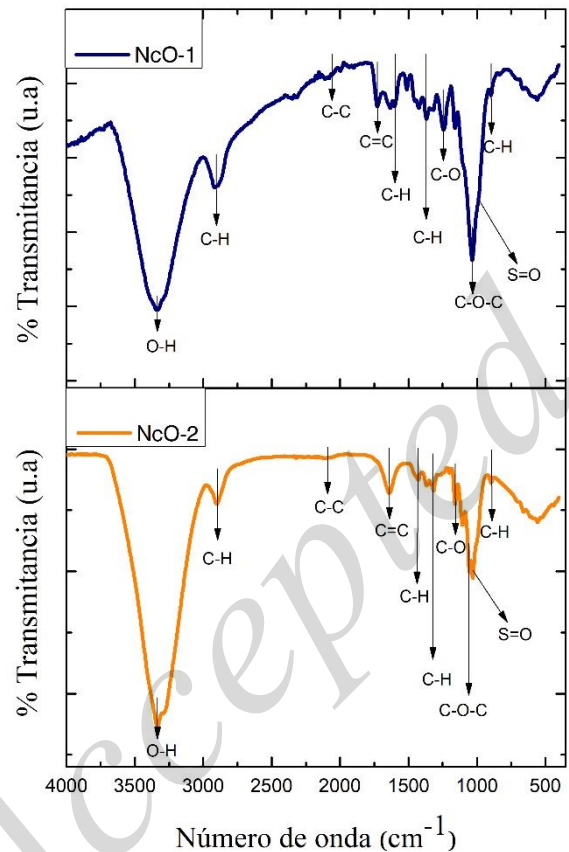 NcO-1
% Transmitancia (u.a)
C-C
C=C
C-H
C-O
C-H
C-H
C-H
S=O
C-O-C
O-H
NcO-2
% Transmitancia (u.a)
C-C
C-H
C=C
C-O
C-H
C-H
S=O
C-H
C-O-C
O-H
4000 3500 3000 2500 2000 1500 1000 500
Número de onda (cm-1)
Accepted